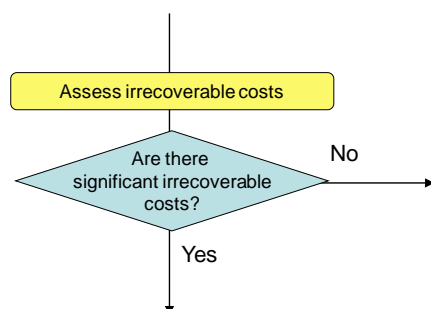 Assess irrecoverable costs
Are there
significant irrecoverable
costs?
No
Yes